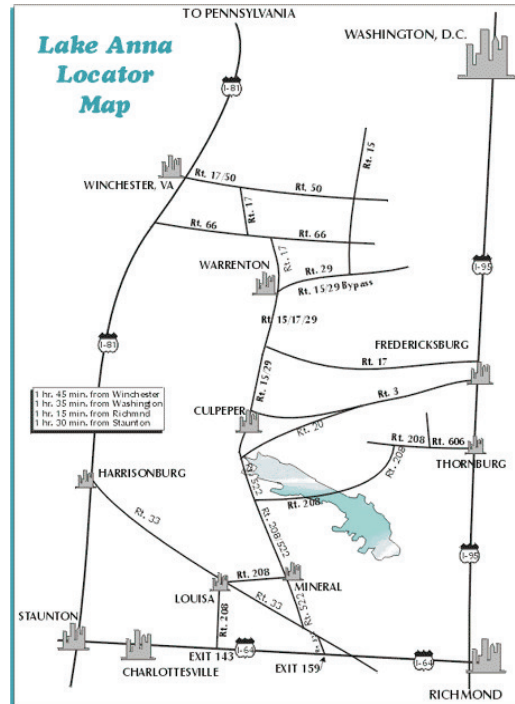 TO PENNSYLVANIA
Lake Anna
Locator
Map
WASHINGTON, D.C.
I-81
Rt. 15
Rt. 17/50
WINCHESTER, VA
Rt. 50
Rt. 17
Rt. 66
Rt. 66
Rt. 17
Rt. 29
WARRENTON
Rt. 15/29 Bypass
I-95
Rt. 15/17/29
FREDERICKSBURG
I-81
Rt. 17
Rt. 15/29
Rt. 3
1 hr. 45 min. from Winchester
1 hr. 35 min. from Washington
1 hr. 15 min. from Richmnd
1 hr. 30 min. from Staunton
CULPEPER
Rt. 20
Rt. 208
Rt. 606
THORNBURG
Rt. 208
HARRISONBURG
Rt. 208
Rt. 33
Rt. 208/522
I-95
Rt. 208
MINERAL
LOUISA
Rt. 33
Rt. 522
STAUNTON
Rt. 208
EXIT 143
I-64
EXIT 159
I-64
CHARLOTTESVILLE
RICHMOND